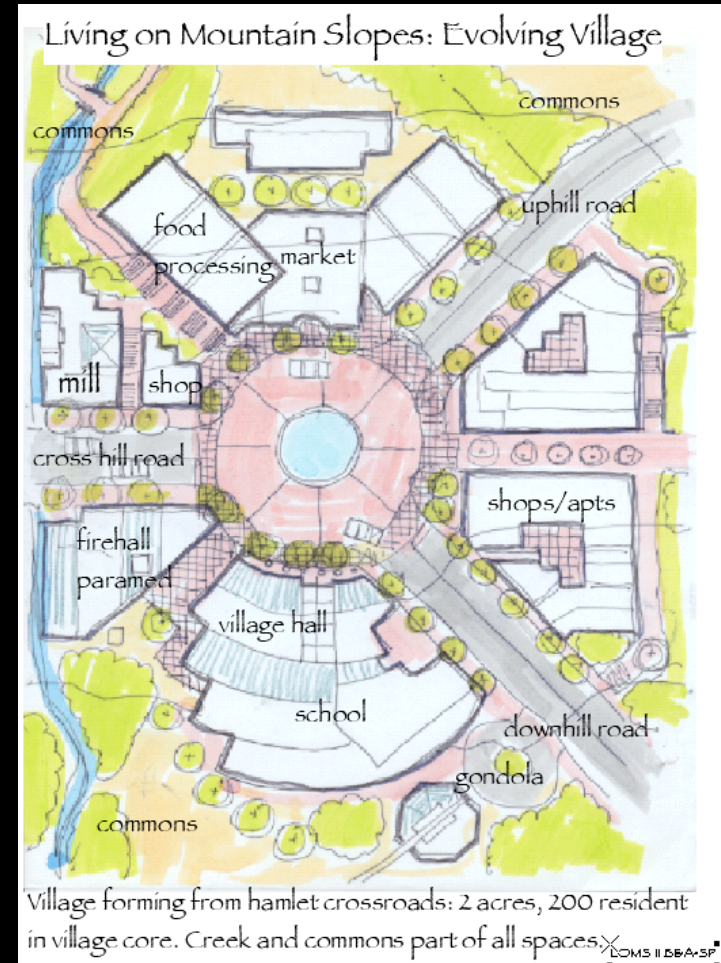 Living on Mountain Slopes: Evolving Village
commons
commons
uphill road
food
processing
market
mill
shop
cross hill road
shops/apts
firehall
paramed
village hall
school
downhill road
gondola
commons
Village forming from hamlet crossroads: 2 acres, 200 resident
in village core. Creek and commons part of all spaces.